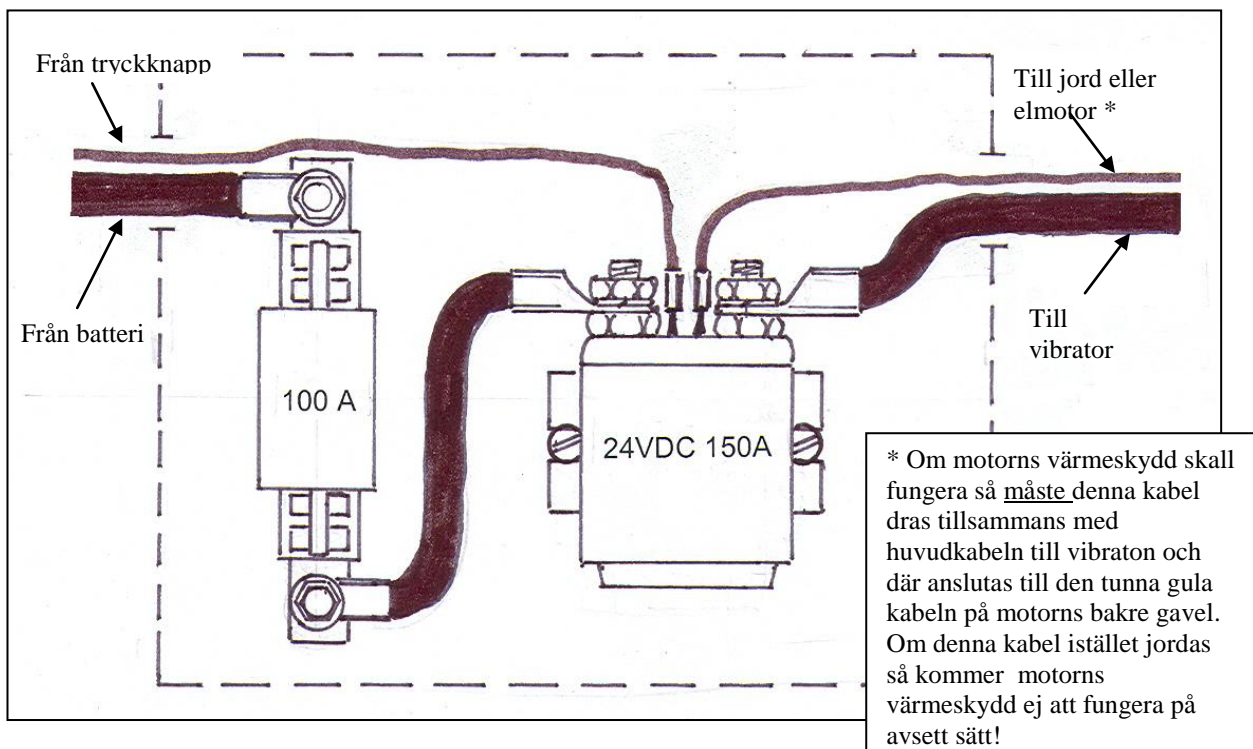 Från tryckknapp
Till jord eller
elmotor *
Från batteri
Till
vibrator
100 A
24VDC 150A
* Om motorns värmeskydd skall
fungera så måste denna kabel
dras tillsammans med
huvudkabeln till vibraton och
där anslutas till den tunna gula
kabeln på motorns bakre gavel.
Om denna kabel istället jordas
så kommer motorns
värmeskydd ej att fungera på
avsett sätt!